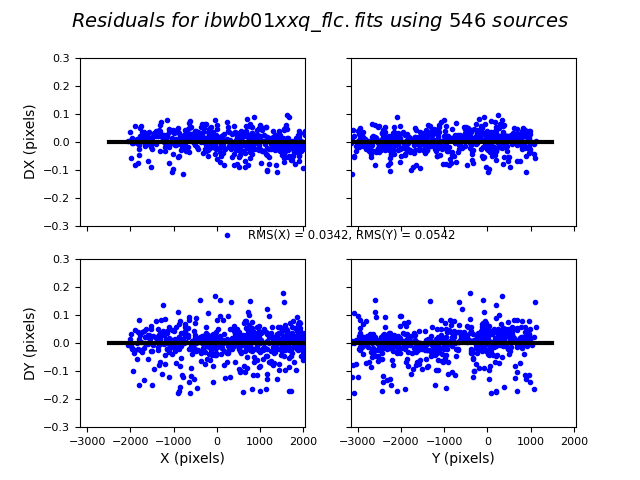 Residuals for ibwb01xxq_flc.fits using 546 sources
0.3
0.2
0.1
0.0
−0.1
−0.2
−0.3
DX (pixels)
RMS(X) = 0.0342, RMS(Y) = 0.0542
0.3
0.2
0.1
0.0
−0.1
−0.2
−0.3
DY (pixels)
−3000 −2000 −1000 0 1000 2000
−3000 −2000 −1000 0 1000 2000
X (pixels)
Y (pixels)